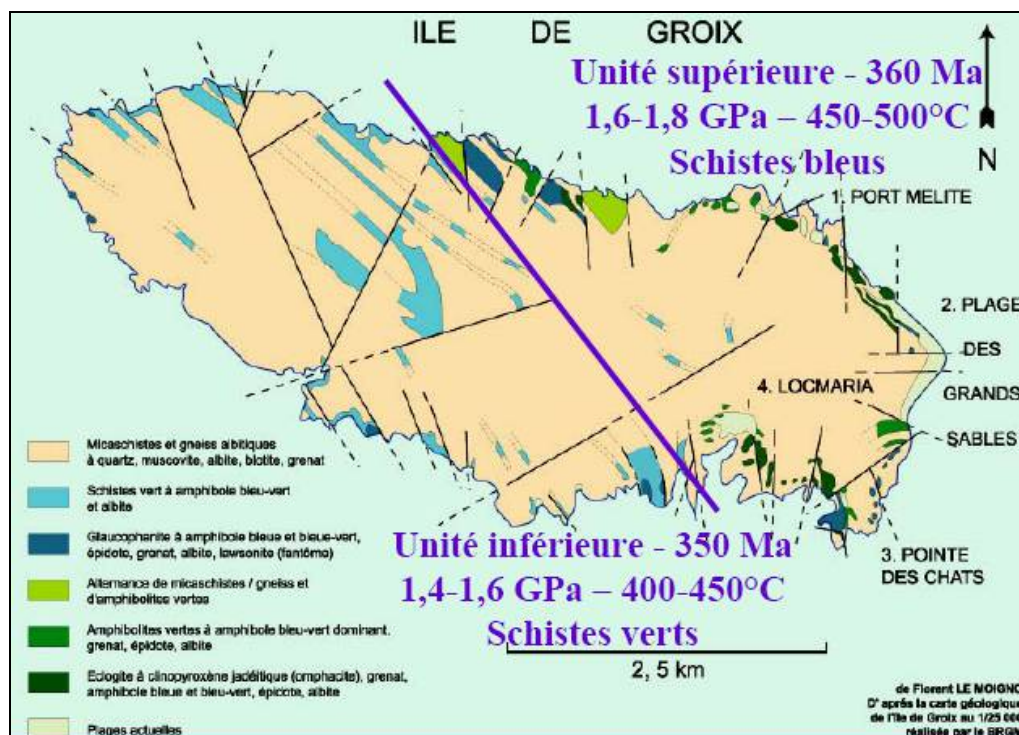 ILE DE GROIX
Unité supérieure - 360 Ma
1,6-1,8 GPa – 450-500°C
Schistes bleus
N
1. PORT MELITE
2. PLAGE
DES
GRANDS
SABLES
4. LOCMARIA
3. POINTE
DES CHATS
Unité inférieure - 350 Ma
1,4-1,6 GPa – 400-450°C
Schistes verts
2, 5 km
Micaschistes et gneiss albitiques
à quartz, muscovite, albite, biotite, grenat
Schistes vert à amphibole bleu-vert
et albite
Glaucophanite à amphibole bleue et bleue-vert,
épidote, grenat, albite, lawsonite (fantôme)
Alternance de micaschistes / gneiss et
d'amphibolites vertes
Amphibolites vertes à amphibole bleu-vert dominant,
grenat, épidote, albite
Eclogite à clinopyroxène jadéitique (omphacite), grenat,
amphibole bleue et bleu-vert, épidote, albite
Plages actuelles
de Florent LE MOIGNO
D' après la carte géologique
de l'île de Groix au 1/25 000
réalisée par le BRGM